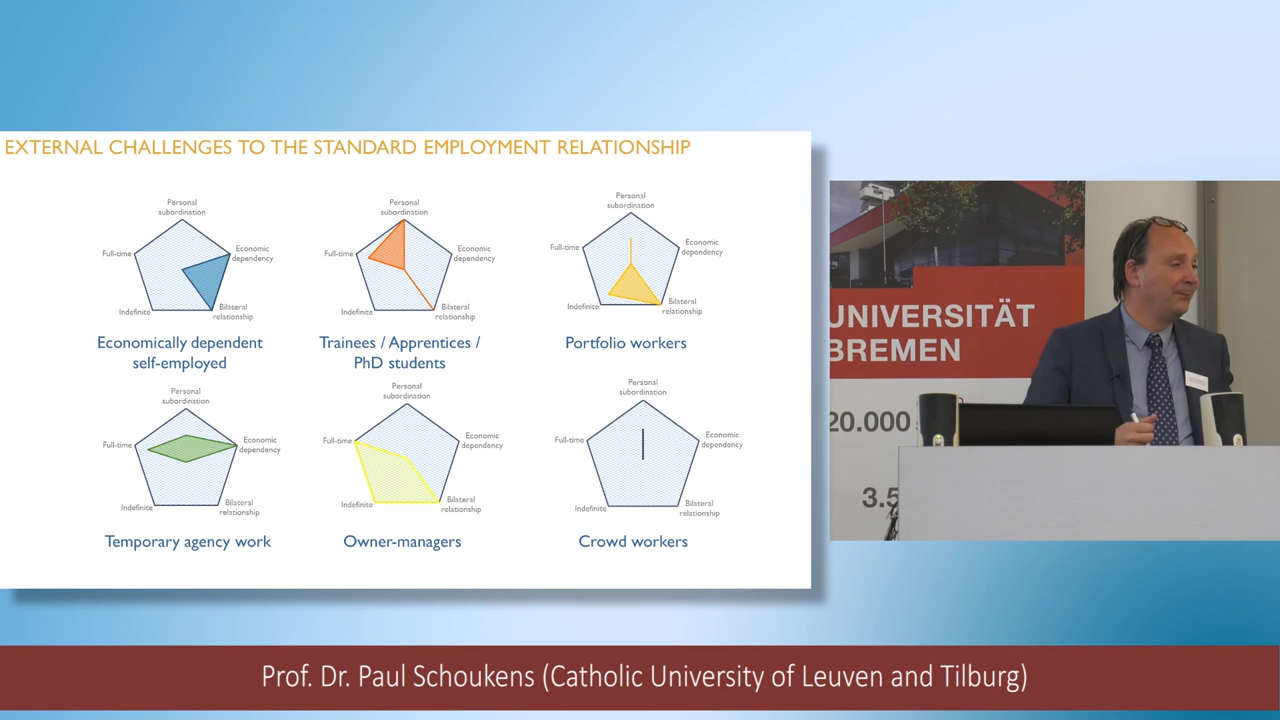 EXTERNAL CHALLENGES TO THE STANDARD EMPLOYMENT RELATIONSHIP
Personal
subordination
Full-time
Economic
dependency
Indefinite
Bilateral
relationship
Economically dependent
self-employed
Personal
subordination
Full-time
Economic
dependency
Indefinite
Bilateral
relationship
Trainees / Apprentices /
PhD students
Personal
subordination
Full-time
Economic
dependency
Indefinite
Bilateral
relationship
Portfolio workers
Personal
subordination
Full-time
Economic
dependency
Indefinite
Bilateral
relationship
Temporary agency work
Personal
subordination
Full-time
Economic
dependency
Indefinite
Bilateral
relationship
Owner-managers
Personal
subordination
Full-time
Economic
dependency
Indefinite
Bilateral
relationship
Crowd workers
UNIVERSITÄT
BREMEN
20.000
3.5
Prof. Dr. Paul Schoukens (Catholic University of Leuven and Tilburg)